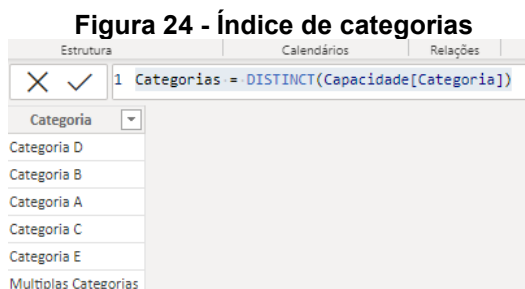 Figura 24 - Índice de categorias
Estrutura Calendários Relações
1 Categorias = DISTINCT(Capacidade[Categoria])
Categoria
Categoria D
Categoria B
Categoria A
Categoria C
Categoria E
Multiplas Categorias